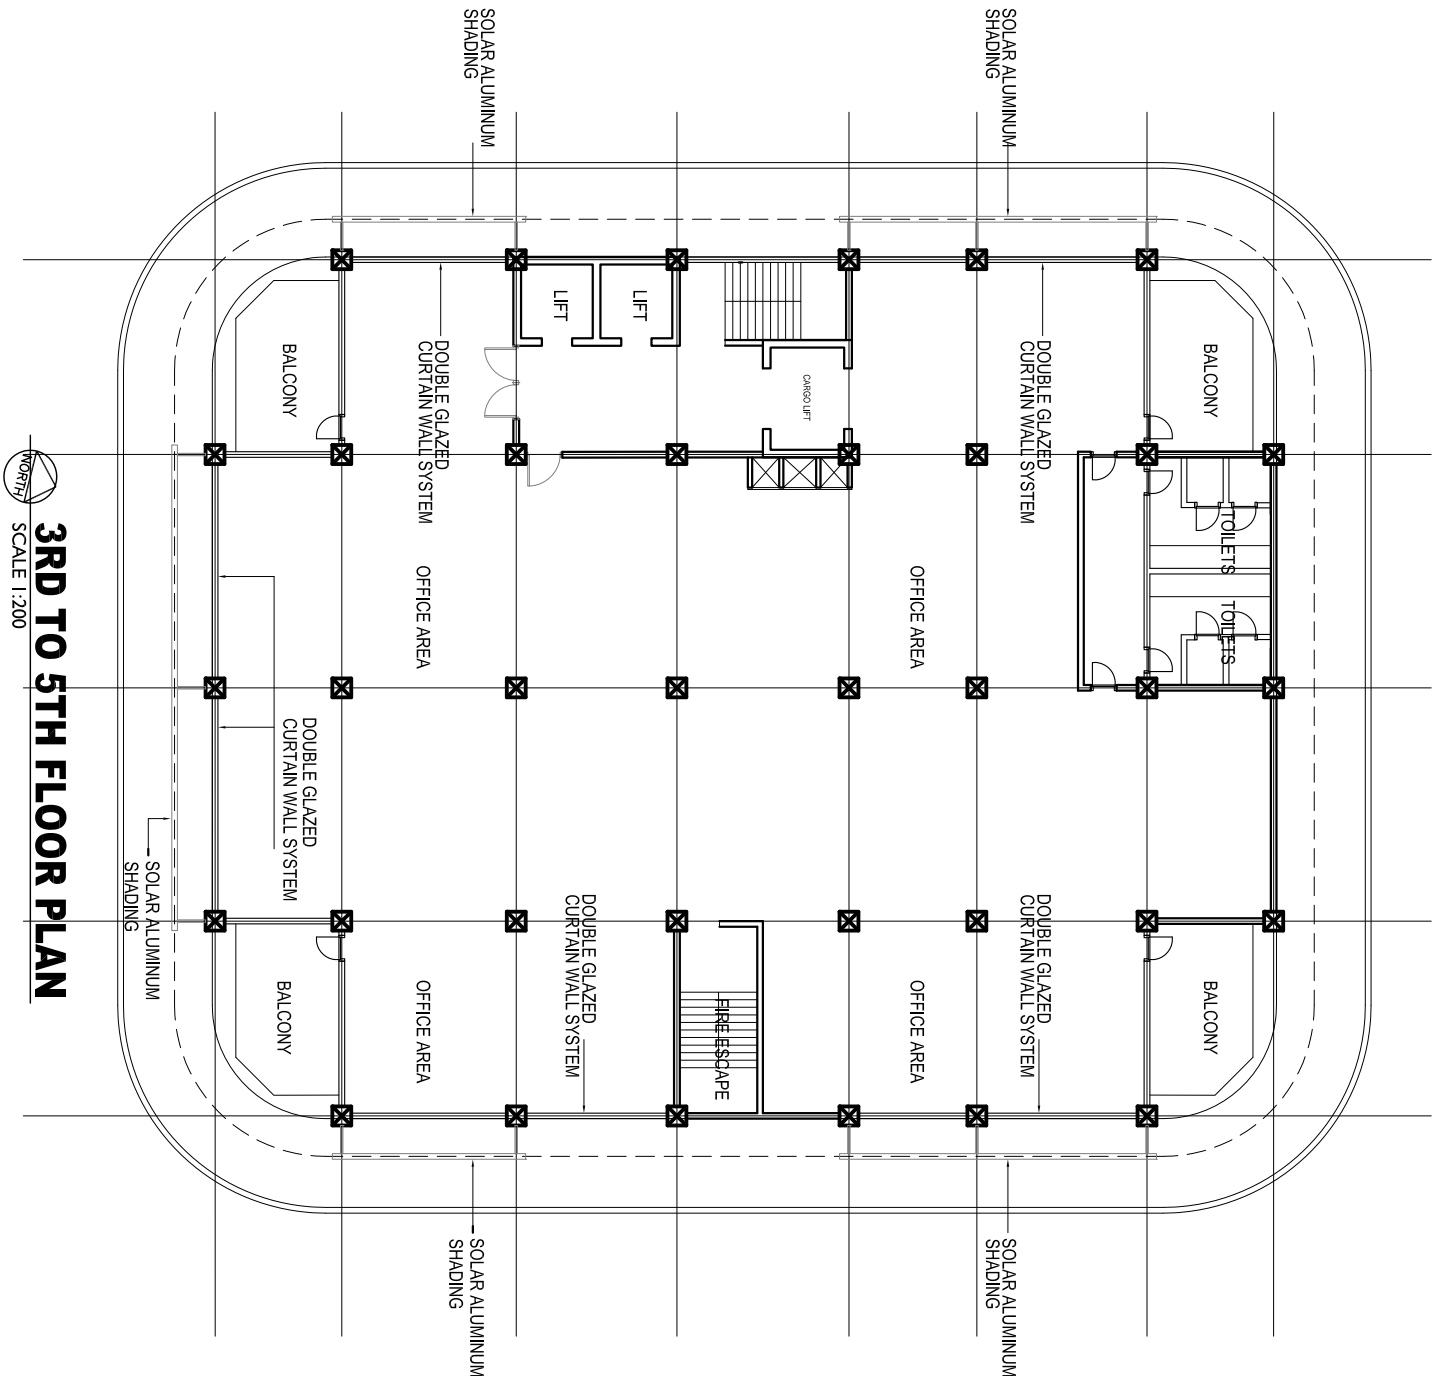 TOILETS
TOILETS
BALCONY
BALCONY
SOLAR ALUMINUM
SHADING
DOUBLE GLAZED
CURTAIN WALL SYSTEM
DOUBLE GLAZED
CURTAIN WALL SYSTEM
SOLAR ALUMINUM
SHADING
OFFICE AREA
OFFICE AREA
CARGO LIFT
FIRE ESCAPE
LIFT
DOUBLE GLAZED
CURTAIN WALL SYSTEM
LIFT
SOLAR ALUMINUM
SHADING
DOUBLE GLAZED
CURTAIN WALL SYSTEM
SOLAR ALUMINUM
SHADING
OFFICE AREA
OFFICE AREA
BALCONY
DOUBLE GLAZED
CURTAIN WALL SYSTEM
BALCONY
SOLAR ALUMINUM
SHADING
NORTH
3RD TO 5TH FLOOR PLAN
SCALE 1:200